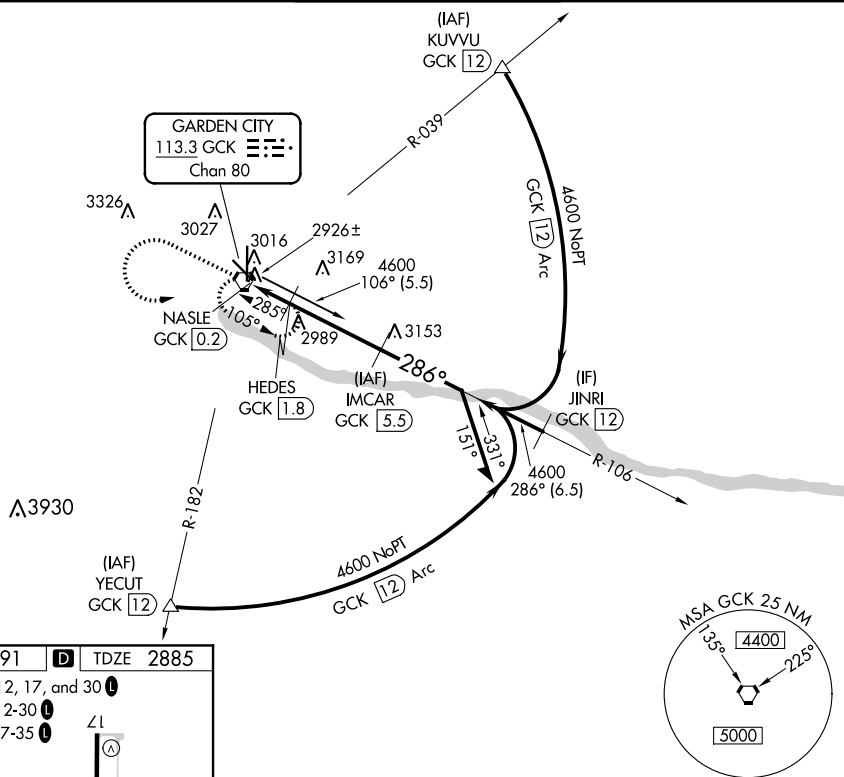 (IAF)
KUVVU
GCK 12
R-039
GARDEN CITY
113.3 GCK
Chan 80
3326
3027
3016
2926±
3169
4600
106° (5.5)
4600 NoPT
GCK 12 Arc
NASLE
GCK 0.2
285°
105°
2989
3153
HEDES
GCK 1.8
(IAF)
IMCAR
GCK 5.5
286°
(IF)
JINRI
GCK 12
151°
331°
4600
286° (6.5)
R-106
3930
R-182
(IAF)
YECUT
GCK 12
4600 NoPT
GCK 12 Arc
MSA GCK 25 NM
135°
4400
225°
5000
91 D TDZE 2885
12, 17, and 30 L
2-30 L
7-35 L
17
V